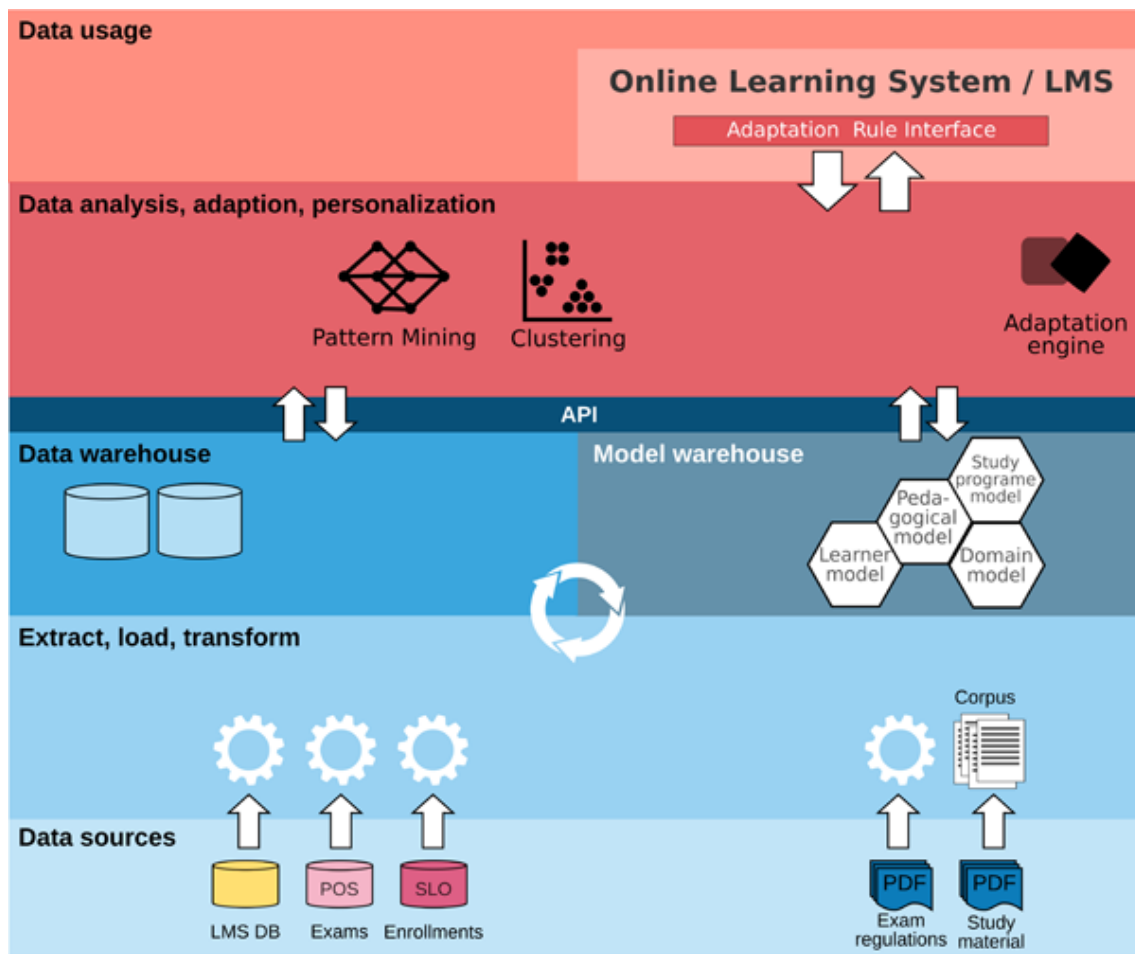 Data usage
Online Learning System / LMS
Adaptation Rule Interface
Data analysis, adaption, personalization
Pattern Mining
Clustering
Adaptation
engine
API
Data warehouse
Model warehouse
Study
programe
model
Peda-
gogical
model
Learner
model
Domain
model
Extract, load, transform
Corpus
Data sources
POS
SLO
PDF
PDF
LMS DB
Exams
Enrollments
Exam
regulations
Study
material